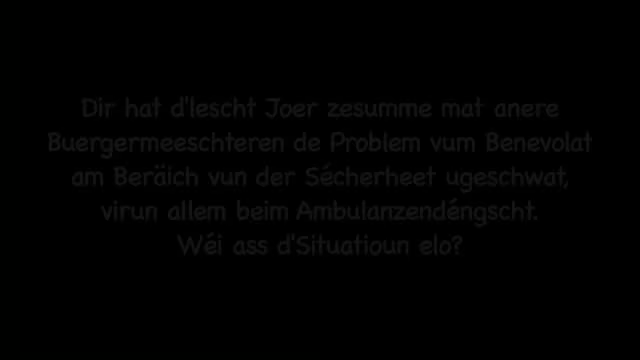 Dir hat d'lescht Joer zesumme mat anere
Buergermeeschteren de Problem vum Benevolat
am Beräich vun der Sécherheet ugeschwat,
virun allem beim Ambulanzendéngscht.
Wéi ass d'Situatioun elo?